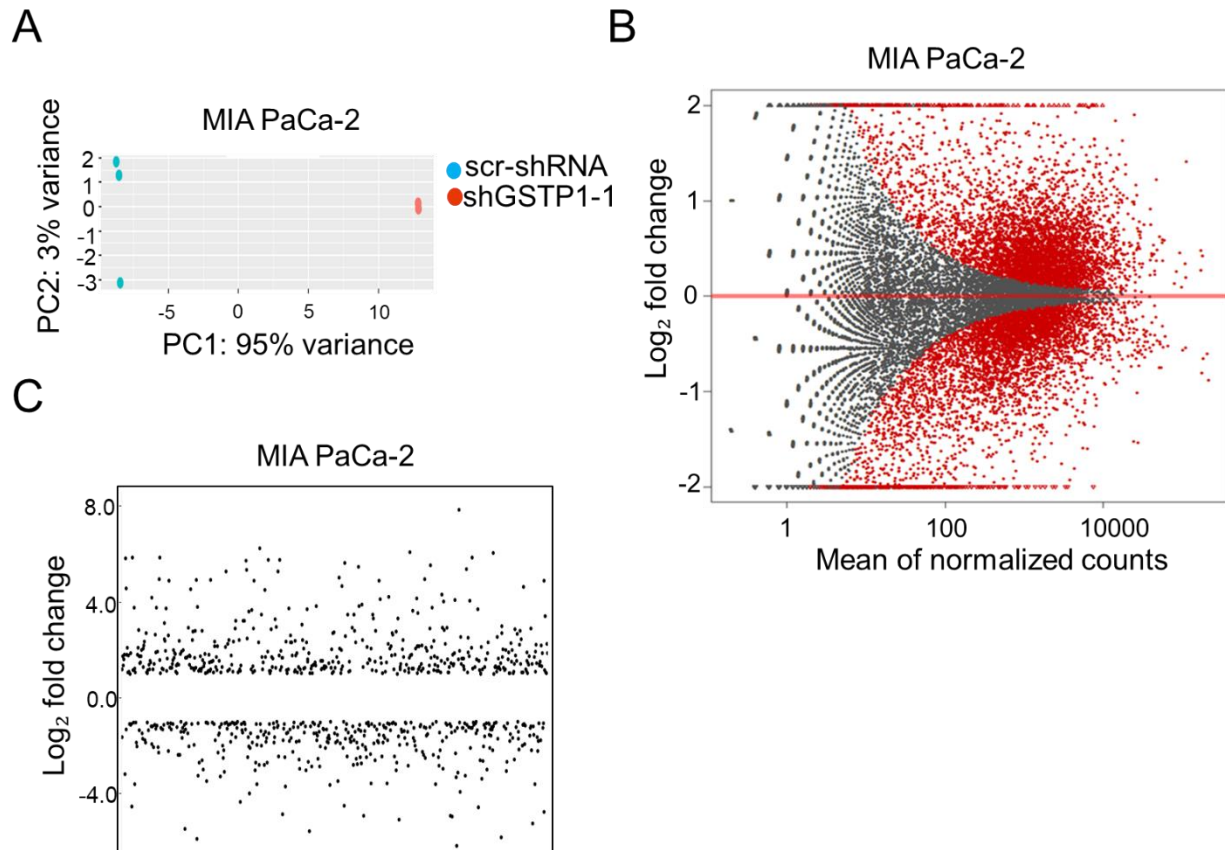 A
MIA PaCa-2
PC2: 3% variance
2
1
0
-1
-2
-3
-5
0
5
10
PC1: 95% variance
scr-shRNA
shGSTP1-1
B
MIA PaCa-2
Log₂ fold change
2
1
0
-1
-2
1
100
10000
Mean of normalized counts
C
MIA PaCa-2
Log₂ fold change
8.0
4.0
0.0
-4.0